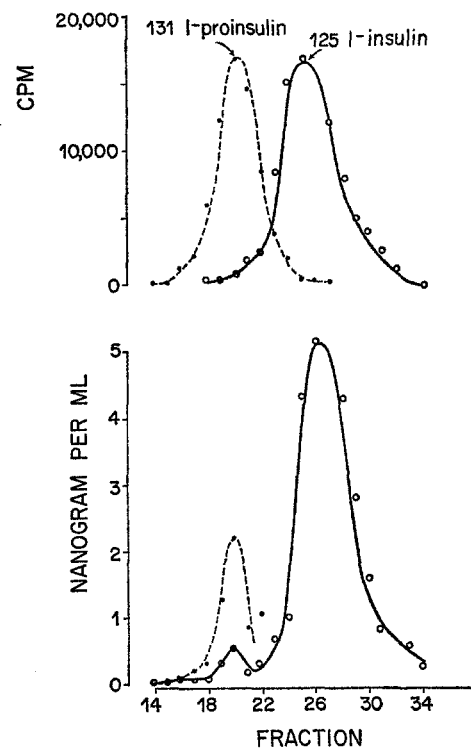 131 I-proinsulin
125 I-insulin
CPM
20,000
10,000
0
NANOGRAM PER ML
5
4
3
2
1
0
14 18 22 26 30 34
FRACTION